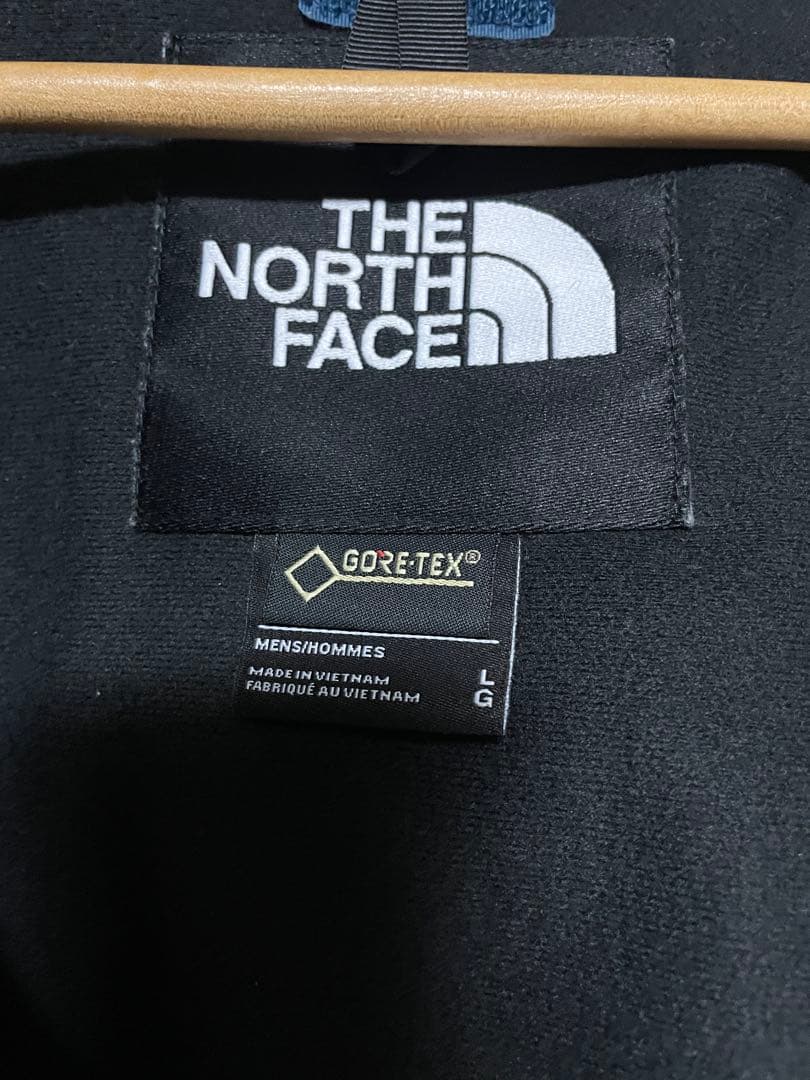 THE
NORTH
FACE
GORE-TEX®
MENS/HOMMES
MADE IN VIETNAM L
FABRIQUÉ AU VIETNAM G